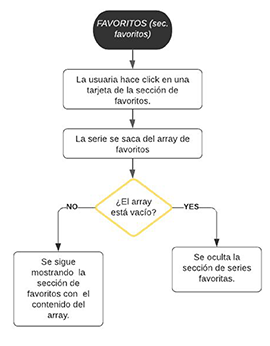 FAVORITOS (sec.
favoritos)
La usuaria hace click en una
tarjeta de la sección de
favoritos.
La serie se saca del array de
favoritos
¿El array
está vacío?
NO
YES
Se sigue
mostrando la
sección de
favoritos con el
contenido del
array.
Se oculta la
sección de series
favoritas.